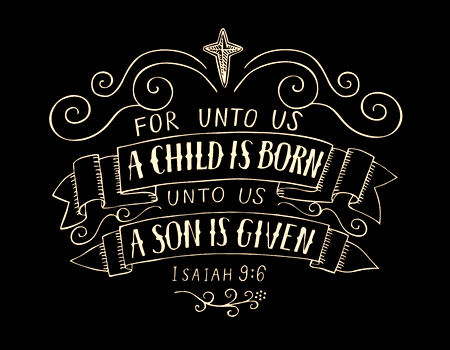 FOR UNTO US
A CHILD IS BORN
UNTO US
A SON IS GIVEN
ISAIAH 9:6